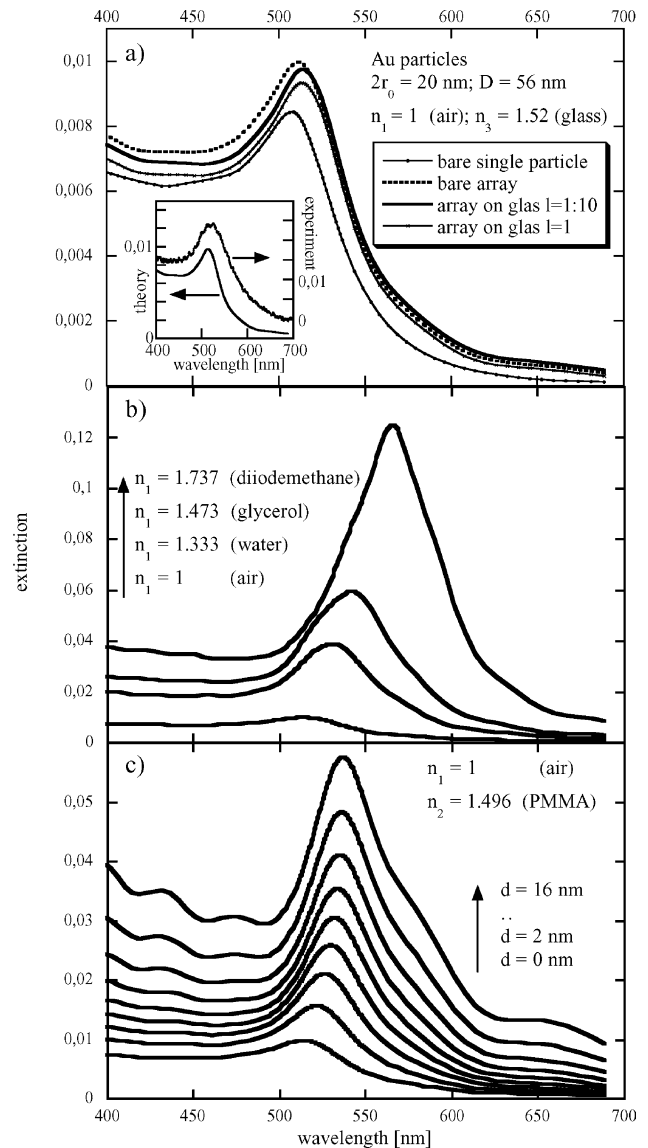 400 450 500 550 600 650 700
a)
Au particles
2r0 = 20 nm; D = 56 nm
n1 = 1 (air); n3 = 1.52 (glass)
bare single particle
bare array
array on glas l=1:10
array on glas l=1
0,01
0,008
0,006
0,004
0,002
0
theory
0,01
0
experiment
0,01
0
400 500 600 700
wavelength [nm]
b)
n1 = 1.737 (diiodemethane)
n1 = 1.473 (glycerol)
n1 = 1.333 (water)
n1 = 1 (air)
0,12
0,1
0,08
0,06
0,04
0,02
0
extinction
c)
n1 = 1 (air)
n2 = 1.496 (PMMA)
d = 16 nm
..
d = 2 nm
d = 0 nm
0,05
0,04
0,03
0,02
0,01
0
400 450 500 550 600 650 700
wavelength [nm]